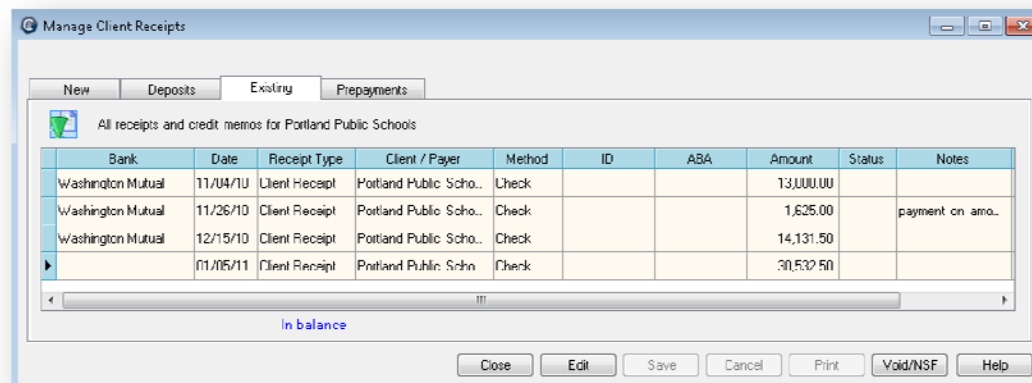 Manage Client Receipts
New Deposits Existing Prepayments
All receipts and credit memos for Portland Public Schools
Bank Date Receipt Type Client / Payer Method ID ABA Amount Status Notes
Washington Mutual 11/04/10 Client Receipt Portland Public Scho... Check 13,000.00
Washington Mutual 11/26/10 Client Receipt Portland Public Scho... Check 1,625.00 payment on amo...
Washington Mutual 12/15/10 Client Receipt Portland Public Scho... Check 14,131.50
01/05/11 Client Receipt Portland Public Scho... Check 30,532.50
In balance
Close Edit Save Cancel Print Void/NSF Help